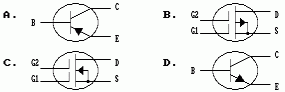 A. B C E
B. G2 G1 D S
C. G2 G1 D S
D. B C E